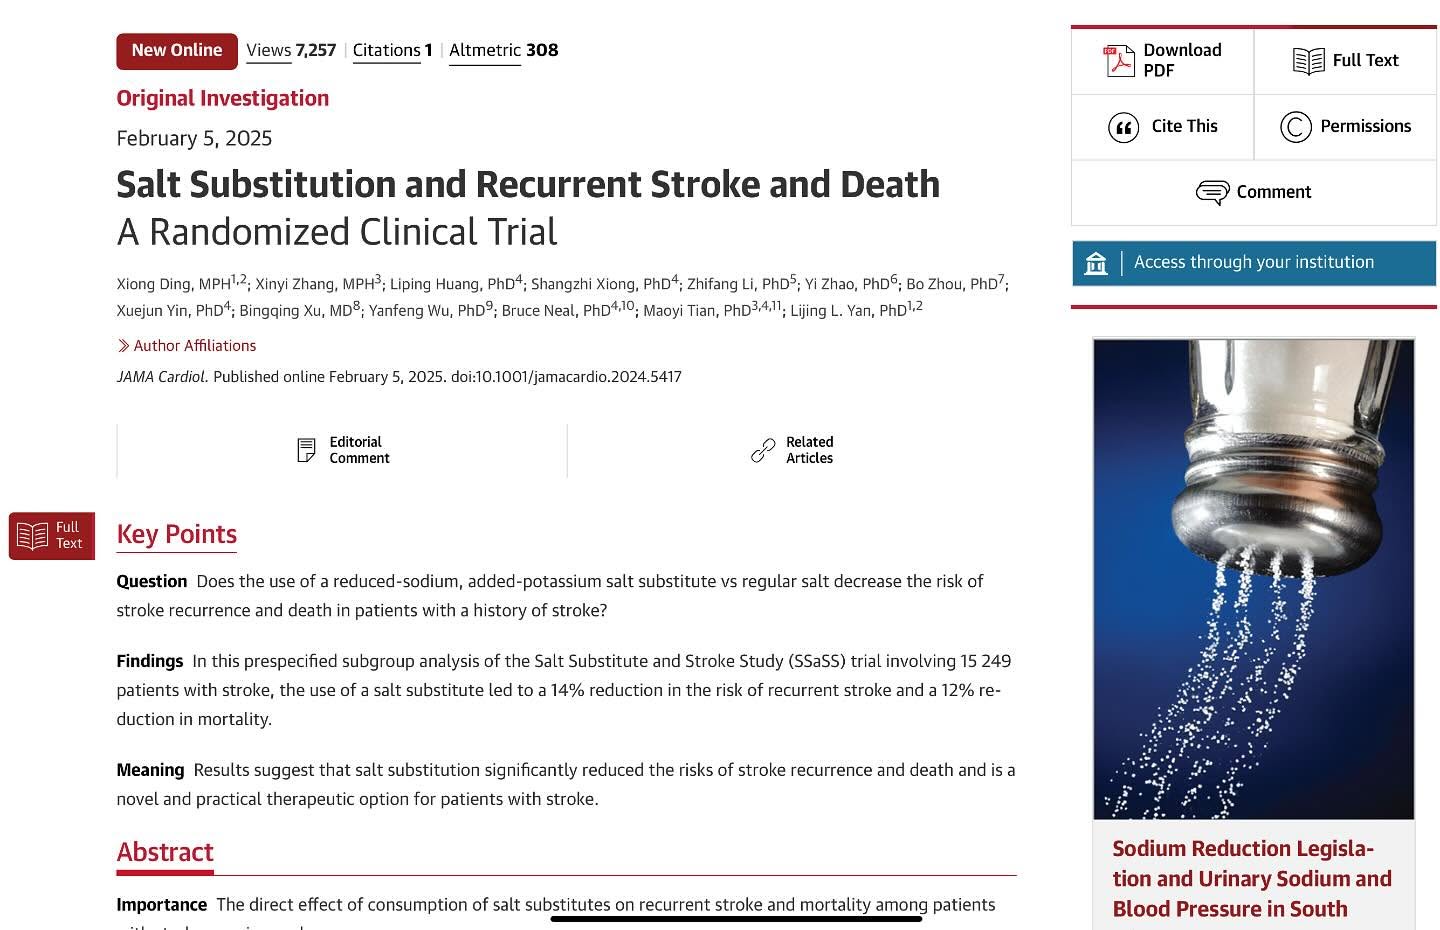 New Online Views 7,257 | Citations 1 | Altmetric 308
Original Investigation
February 5, 2025
Salt Substitution and Recurrent Stroke and Death
A Randomized Clinical Trial
Xiong Ding, MPH1,2; Xinyi Zhang, MPH3; Liping Huang, PhD4; Shangzhi Xiong, PhD4; Zhifang Li, PhD5; Yi Zhao, PhD6; Bo Zhou, PhD7;
Xuejun Yin, PhD4; Bingqing Xu, MD8; Yanfeng Wu, PhD9; Bruce Neal, PhD4,10; Maoyi Tian, PhD3,4,11; Lijing L. Yan, PhD1,2
Author Affiliations
JAMA Cardiol. Published online February 5, 2025. doi:10.1001/jamacardio.2024.5417
Editorial
Comment
Related
Articles
Full
Text
Key Points
Question Does the use of a reduced-sodium, added-potassium salt substitute vs regular salt decrease the risk of
stroke recurrence and death in patients with a history of stroke?
Findings In this prespecified subgroup analysis of the Salt Substitute and Stroke Study (SSaSS) trial involving 15 249
patients with stroke, the use of a salt substitute led to a 14% reduction in the risk of recurrent stroke and a 12% re-
duction in mortality.
Meaning Results suggest that salt substitution significantly reduced the risks of stroke recurrence and death and is a
novel and practical therapeutic option for patients with stroke.
Abstract
Importance The direct effect of consumption of salt substitutes on recurrent stroke and mortality among patients
PDF
Download
PDF
Full Text
Cite This
Permissions
Comment
Access through your institution
Sodium Reduction Legisla-
tion and Urinary Sodium and
Blood Pressure in South